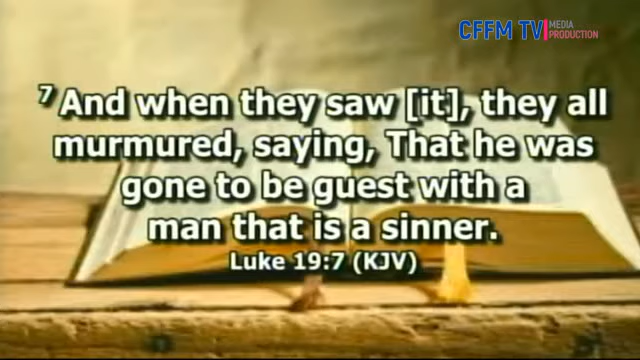 CFFM TV MEDIA
PRODUCTION
7 And when they saw [it], they all
murmured, saying, That he was
gone to be guest with a
man that is a sinner.
Luke 19:7 (KJV)